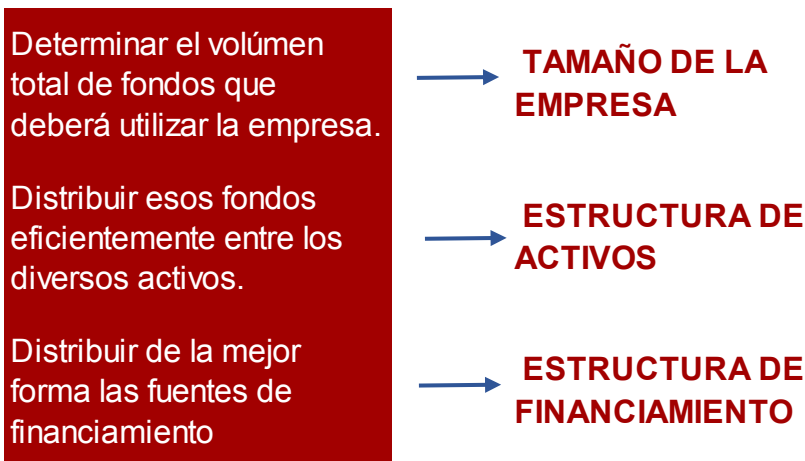 Determinar el volúmen
total de fondos que
deberá utilizar la empresa.
TAMAÑO DE LA
EMPRESA
Distribuir esos fondos
eficientemente entre los
diversos activos.
ESTRUCTURA DE
ACTIVOS
Distribuir de la mejor
forma las fuentes de
financiamiento
ESTRUCTURA DE
FINANCIAMIENTO